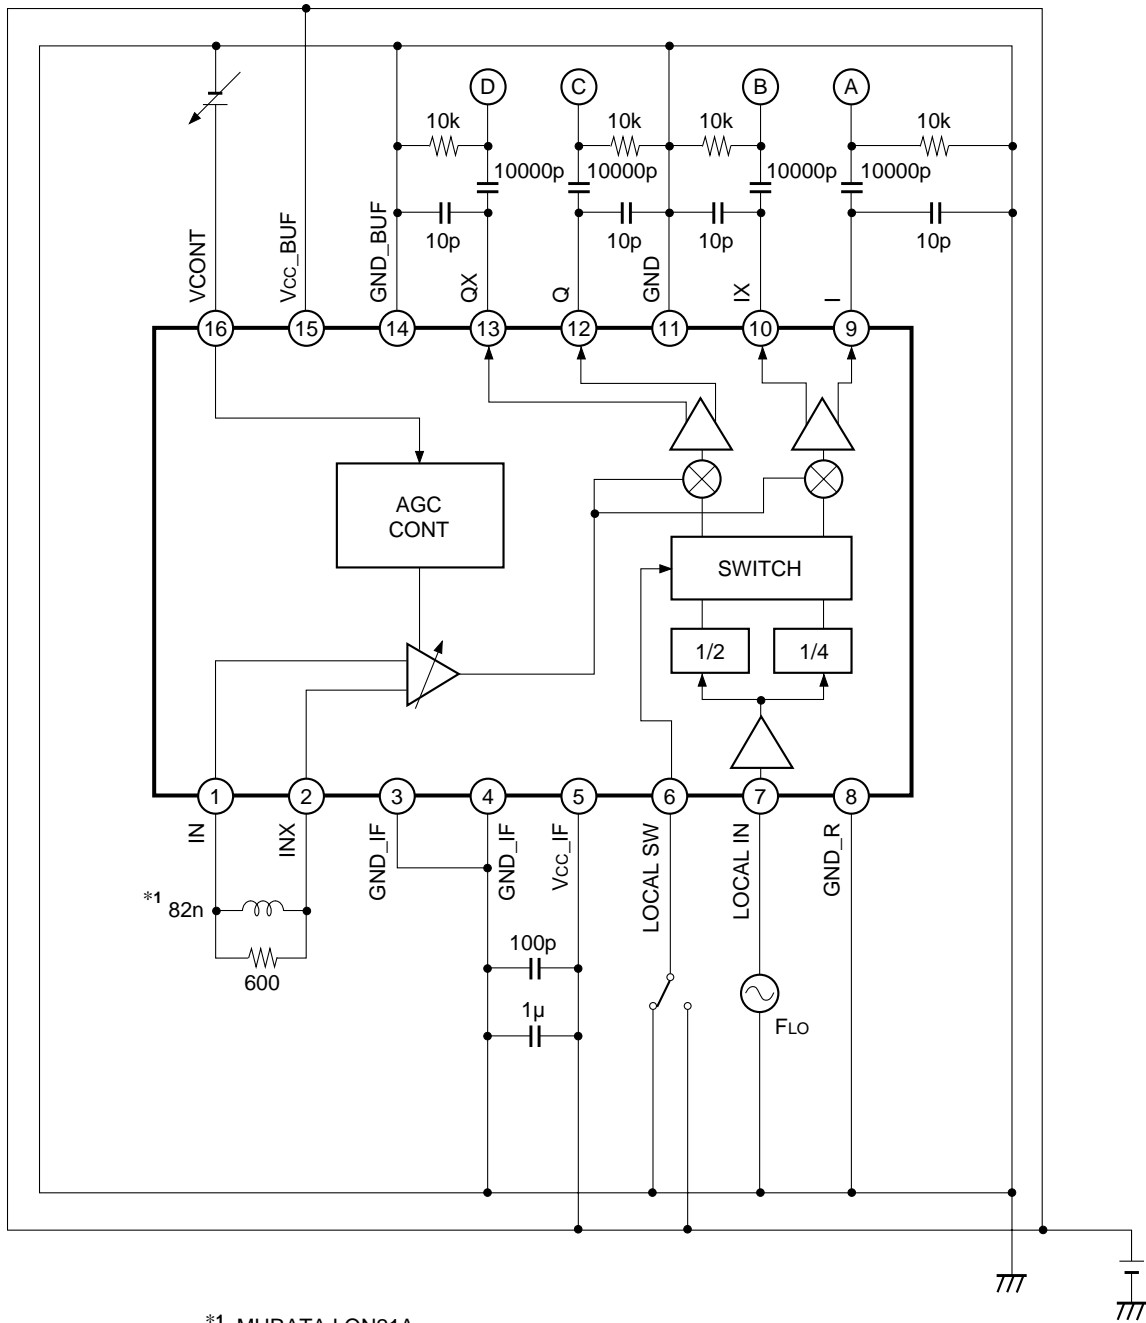 D C B A
10k 10k 10k 10k
10000p 10000p 10000p 10000p
10p 10p 10p 10p
VCONT
Vcc_BUF
GND_BUF
QX
Q
GND
IX
I
16 15 14 13 12 11 10 9
AGC
CONT
SWITCH
1/2 1/4
1 2 3 4 5 6 7 8
IN
INX
GND_IF
GND_IF
Vcc_IF
LOCAL SW
LOCAL IN
GND_R
*1 82n
600
100p
1µ
FLO